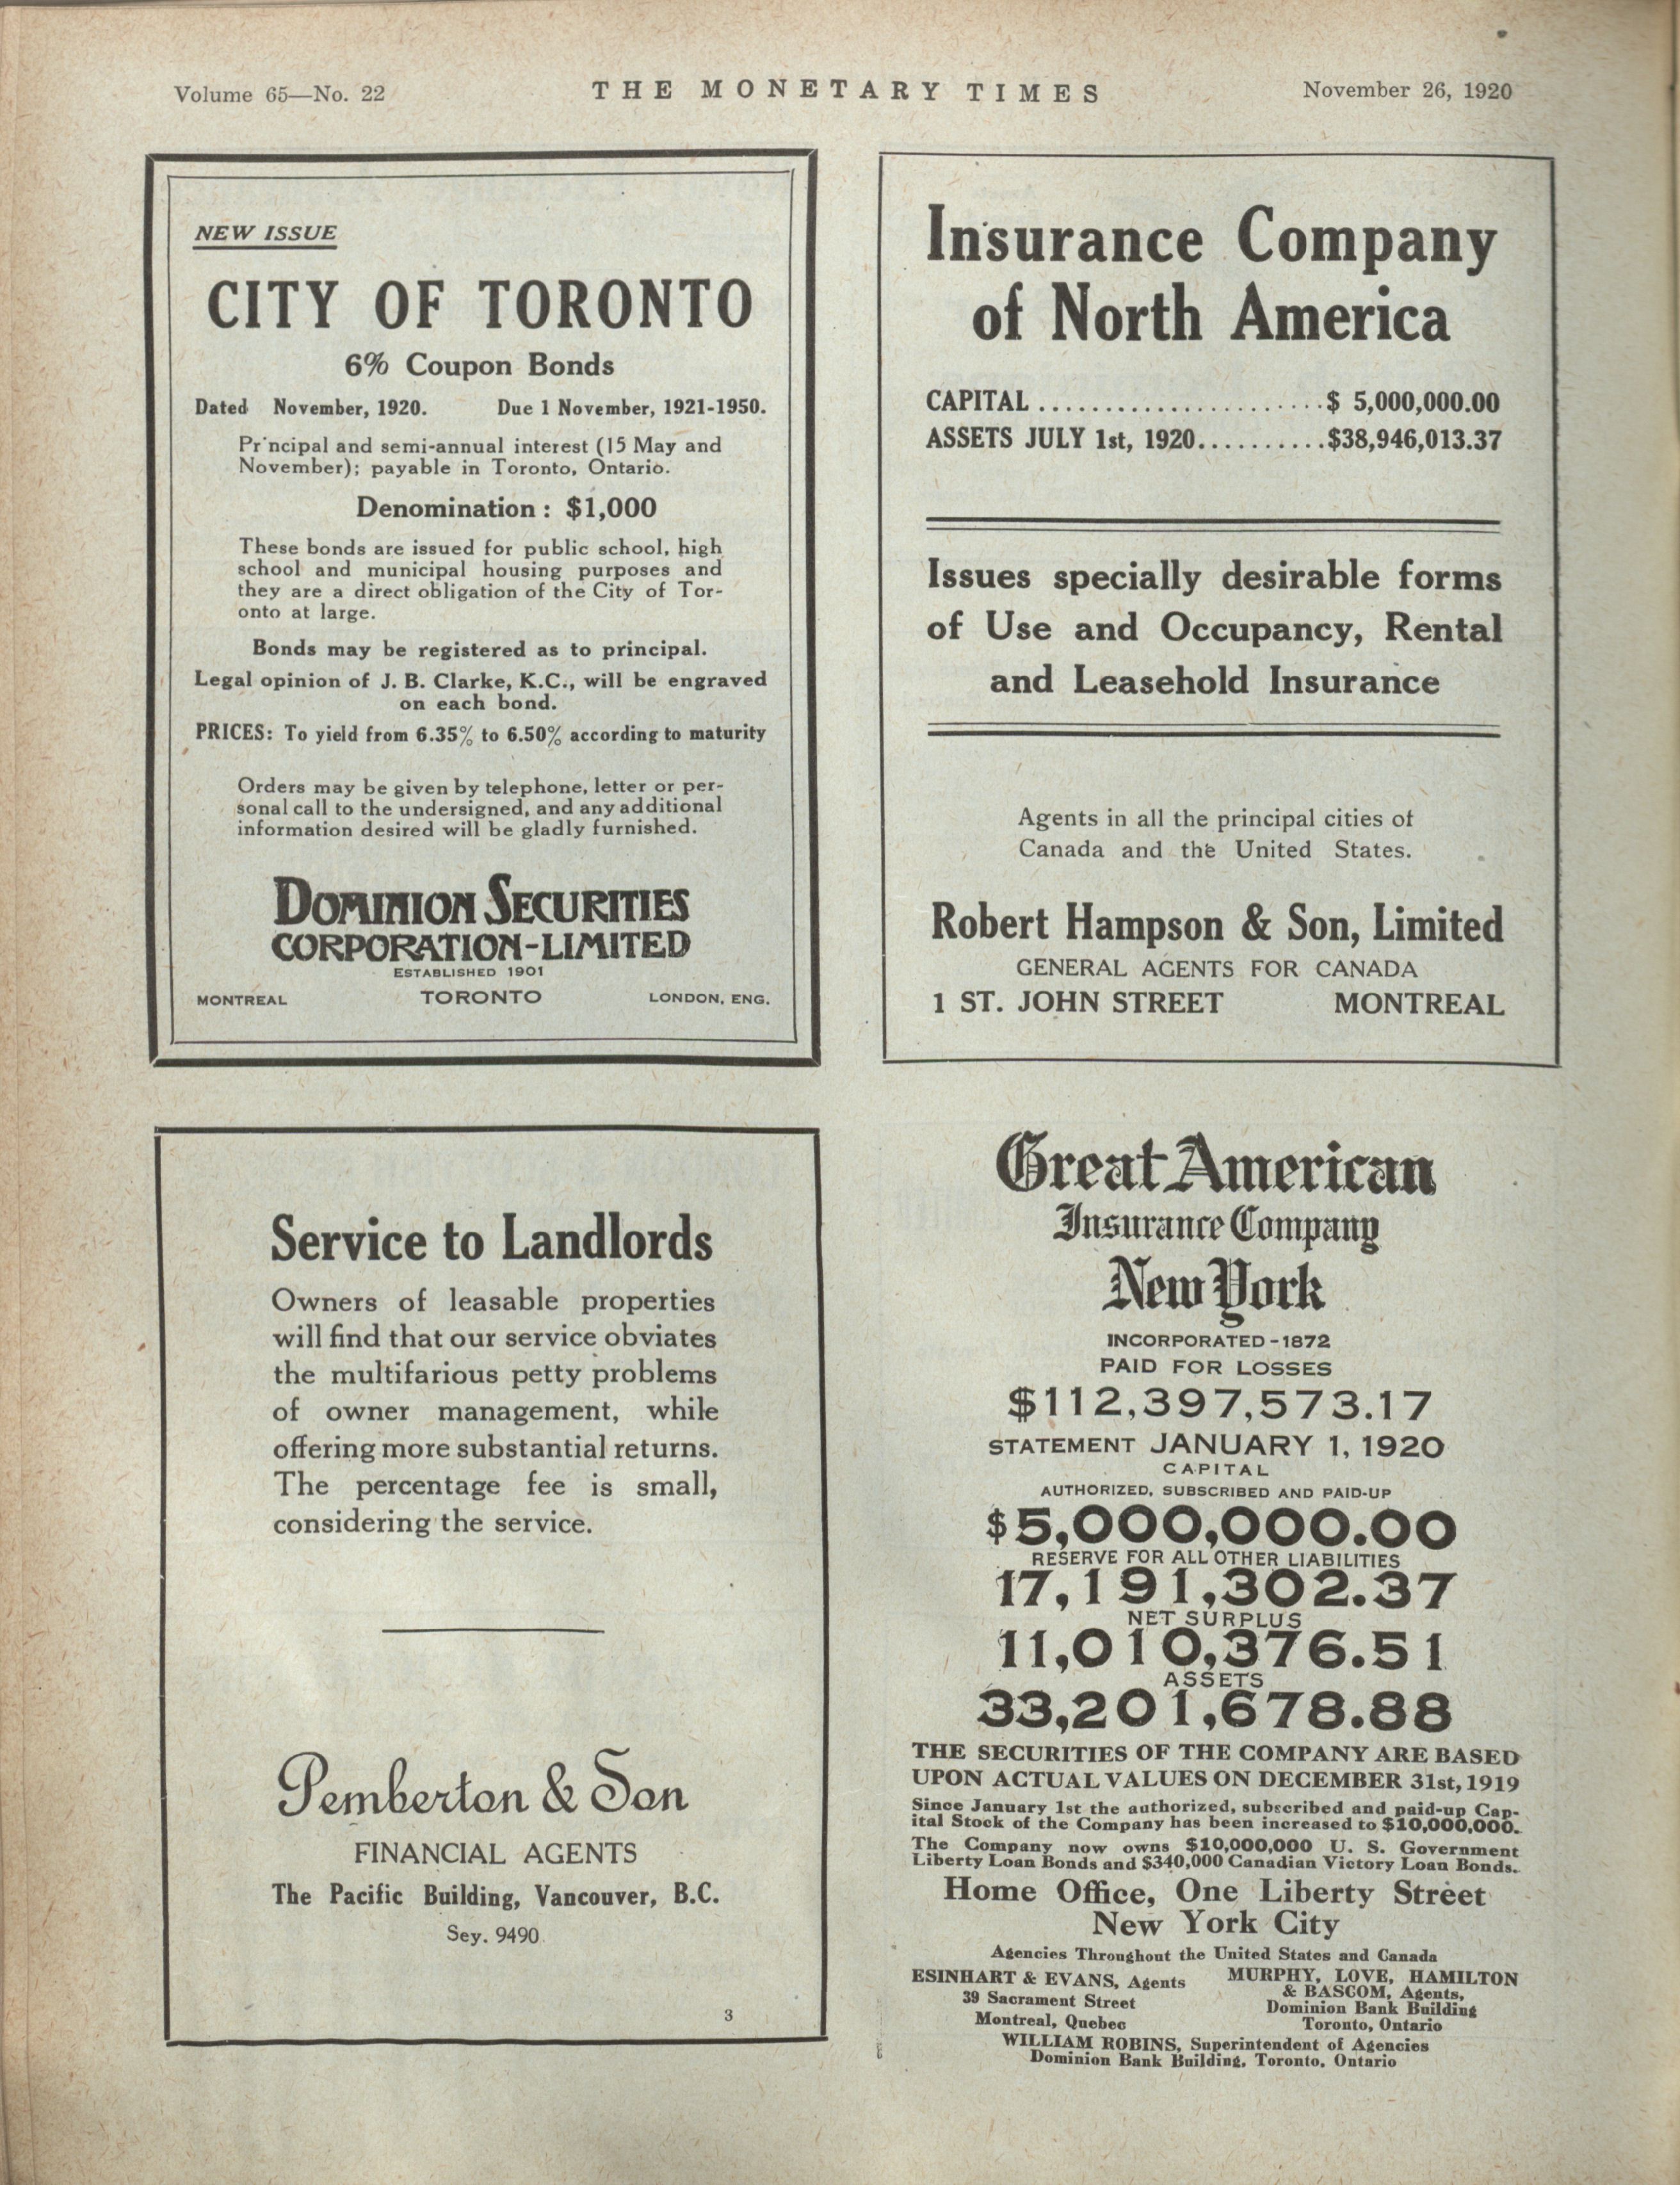 Volume 65—No. 22
THE MONETARY TIMES
November 26, 1920
NEW ISSUE
CITY OF TORONTO
6% Coupon Bonds
Dated November, 1920. Due 1 November, 1921-1950.
Pr'ncipal and semi-annual interest (15 May and
November); payable in Toronto, Ontario.
Denomination: $1,000
These bonds are issued for public school, high
school and municipal housing purposes and
they are a direct obligation of the City of Tor-
onto at large.
Bonds may be registered as to principal.
Legal opinion of J. B. Clarke, K.C., will be engraved
on each bond.
PRICES: To yield from 6.35% to 6.50% according to maturity
Orders may be given by telephone, letter or per-
sonal call to the undersigned, and any additional
information desired will be gladly furnished.
DOMINION SECURITIES
CORPORATION-LIMITED
ESTABLISHED 1901
MONTREAL TORONTO LONDON, ENG.
Insurance Company
of North America
CAPITAL ......................$ 5,000,000.00
ASSETS JULY 1st, 1920..........$38,946,013.37
Issues specially desirable forms
of Use and Occupancy, Rental
and Leasehold Insurance
Agents in all the principal cities of
Canada and the United States.
Robert Hampson & Son, Limited
GENERAL AGENTS FOR CANADA
1 ST. JOHN STREET MONTREAL
Service to Landlords
Owners of leasable properties
will find that our service obviates
the multifarious petty problems
of owner management, while
offering more substantial returns.
The percentage fee is small,
considering the service.
Pemberton & Son
FINANCIAL AGENTS
The Pacific Building, Vancouver, B.C.
Sey. 9490
3
Great American
Insurance Company
New York
INCORPORATED-1872
PAID FOR LOSSES
$112,397,573.17
STATEMENT JANUARY 1, 1920
CAPITAL
AUTHORIZED, SUBSCRIBED AND PAID-UP
$5,000,000.00
RESERVE FOR ALL OTHER LIABILITIES
17,191,302.37
NET SURPLUS
11,010,376.51
ASSETS
33,201,678.88
THE SECURITIES OF THE COMPANY ARE BASED
UPON ACTUAL VALUES ON DECEMBER 31st, 1919
Since January 1st the authorized, subscribed and paid-up Cap-
ital Stock of the Company has been increased to $10,000,000.
The Company now owns $10,000,000 U. S. Government
Liberty Loan Bonds and $340,000 Canadian Victory Loan Bonds.
Home Office, One Liberty Street
New York City
Agencies Throughout the United States and Canada
ESINHART & EVANS, Agents
39 Sacrament Street
Montreal, Quebec
MURPHY, LOVE, HAMILTON
& BASCOM, Agents,
Dominion Bank Building
Toronto, Ontario
WILLIAM ROBINS, Superintendent of Agencies
Dominion Bank Building, Toronto, Ontario